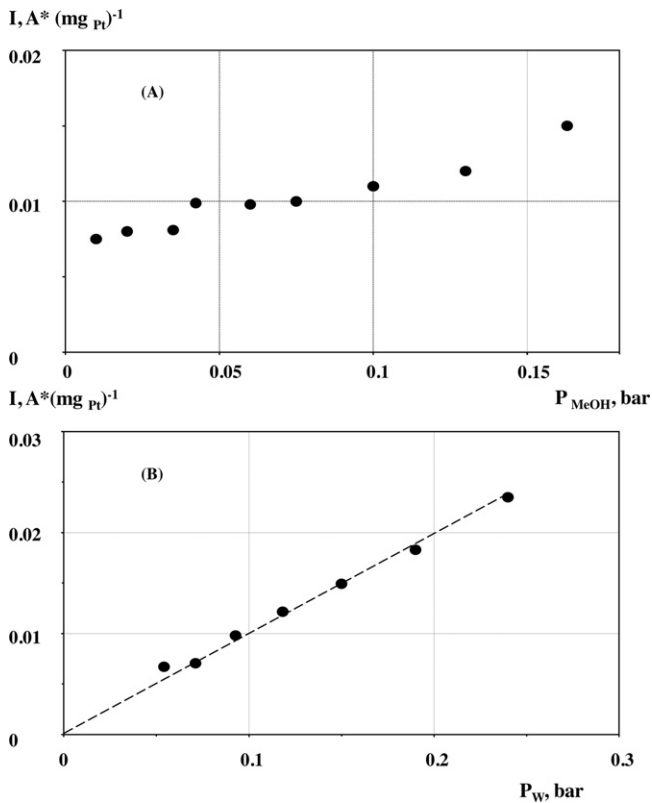 I, A* (mg Pt)-1
0.02
(A)
0.01
0
0 0.05 0.1 0.15
P MeOH, bar
I, A*(mg Pt)-1
0.03
(B)
0.02
0.01
0
0 0.1 0.2 0.3
PW, bar